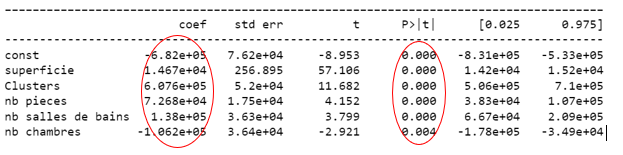 coef std err t P>|t| [0.025 0.975]
const -6.82e+05 7.62e+04 -8.953 0.000 -8.31e+05 -5.33e+05
superficie 1.467e+04 256.895 57.106 0.000 1.42e+04 1.52e+04
Clusters 6.076e+05 5.2e+04 11.682 0.000 5.06e+05 7.1e+05
nb pieces 7.268e+04 1.75e+04 4.152 0.000 3.83e+04 1.07e+05
nb salles de bains 1.38e+05 3.63e+04 3.799 0.000 6.67e+04 2.09e+05
nb chambres -1.062e+05 3.64e+04 -2.921 0.004 -1.78e+05 -3.49e+04